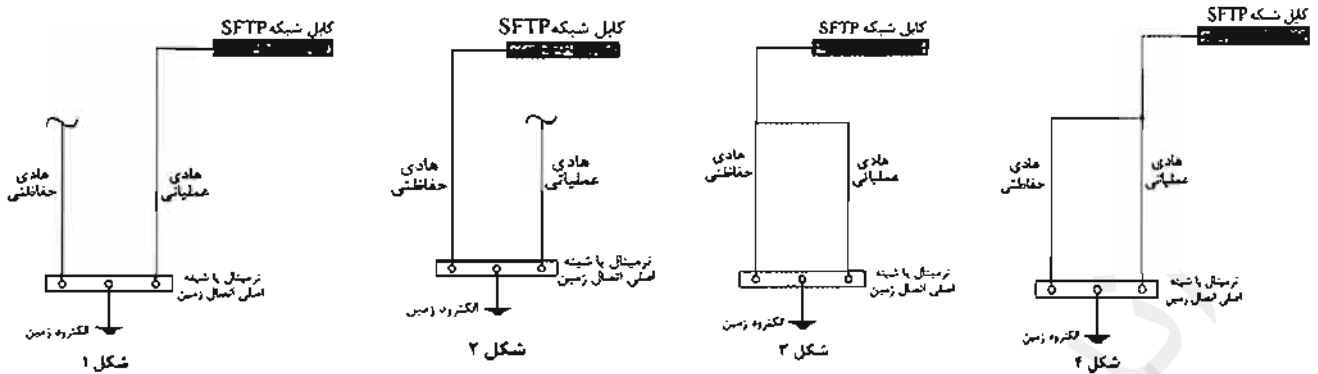 کابل شبکه SFTP
هادی
حفاظتی
هادی
عملیاتی
ترمینال یا شینه
اصلی اتصال زمین
الکترود زمین
شکل ۱
کابل شبکه SFTP
هادی
حفاظتی
هادی
عملیاتی
ترمینال یا شینه
اصلی اتصال زمین
الکترود زمین
شکل ۲
کابل شبکه SFTP
هادی
حفاظتی
هادی
عملیاتی
ترمینال یا شینه
اصلی اتصال زمین
الکترود زمین
شکل ۳
کابل شبکه SFTP
هادی
حفاظتی
هادی
عملیاتی
ترمینال یا شینه
اصلی اتصال زمین
الکترود زمین
شکل ۴